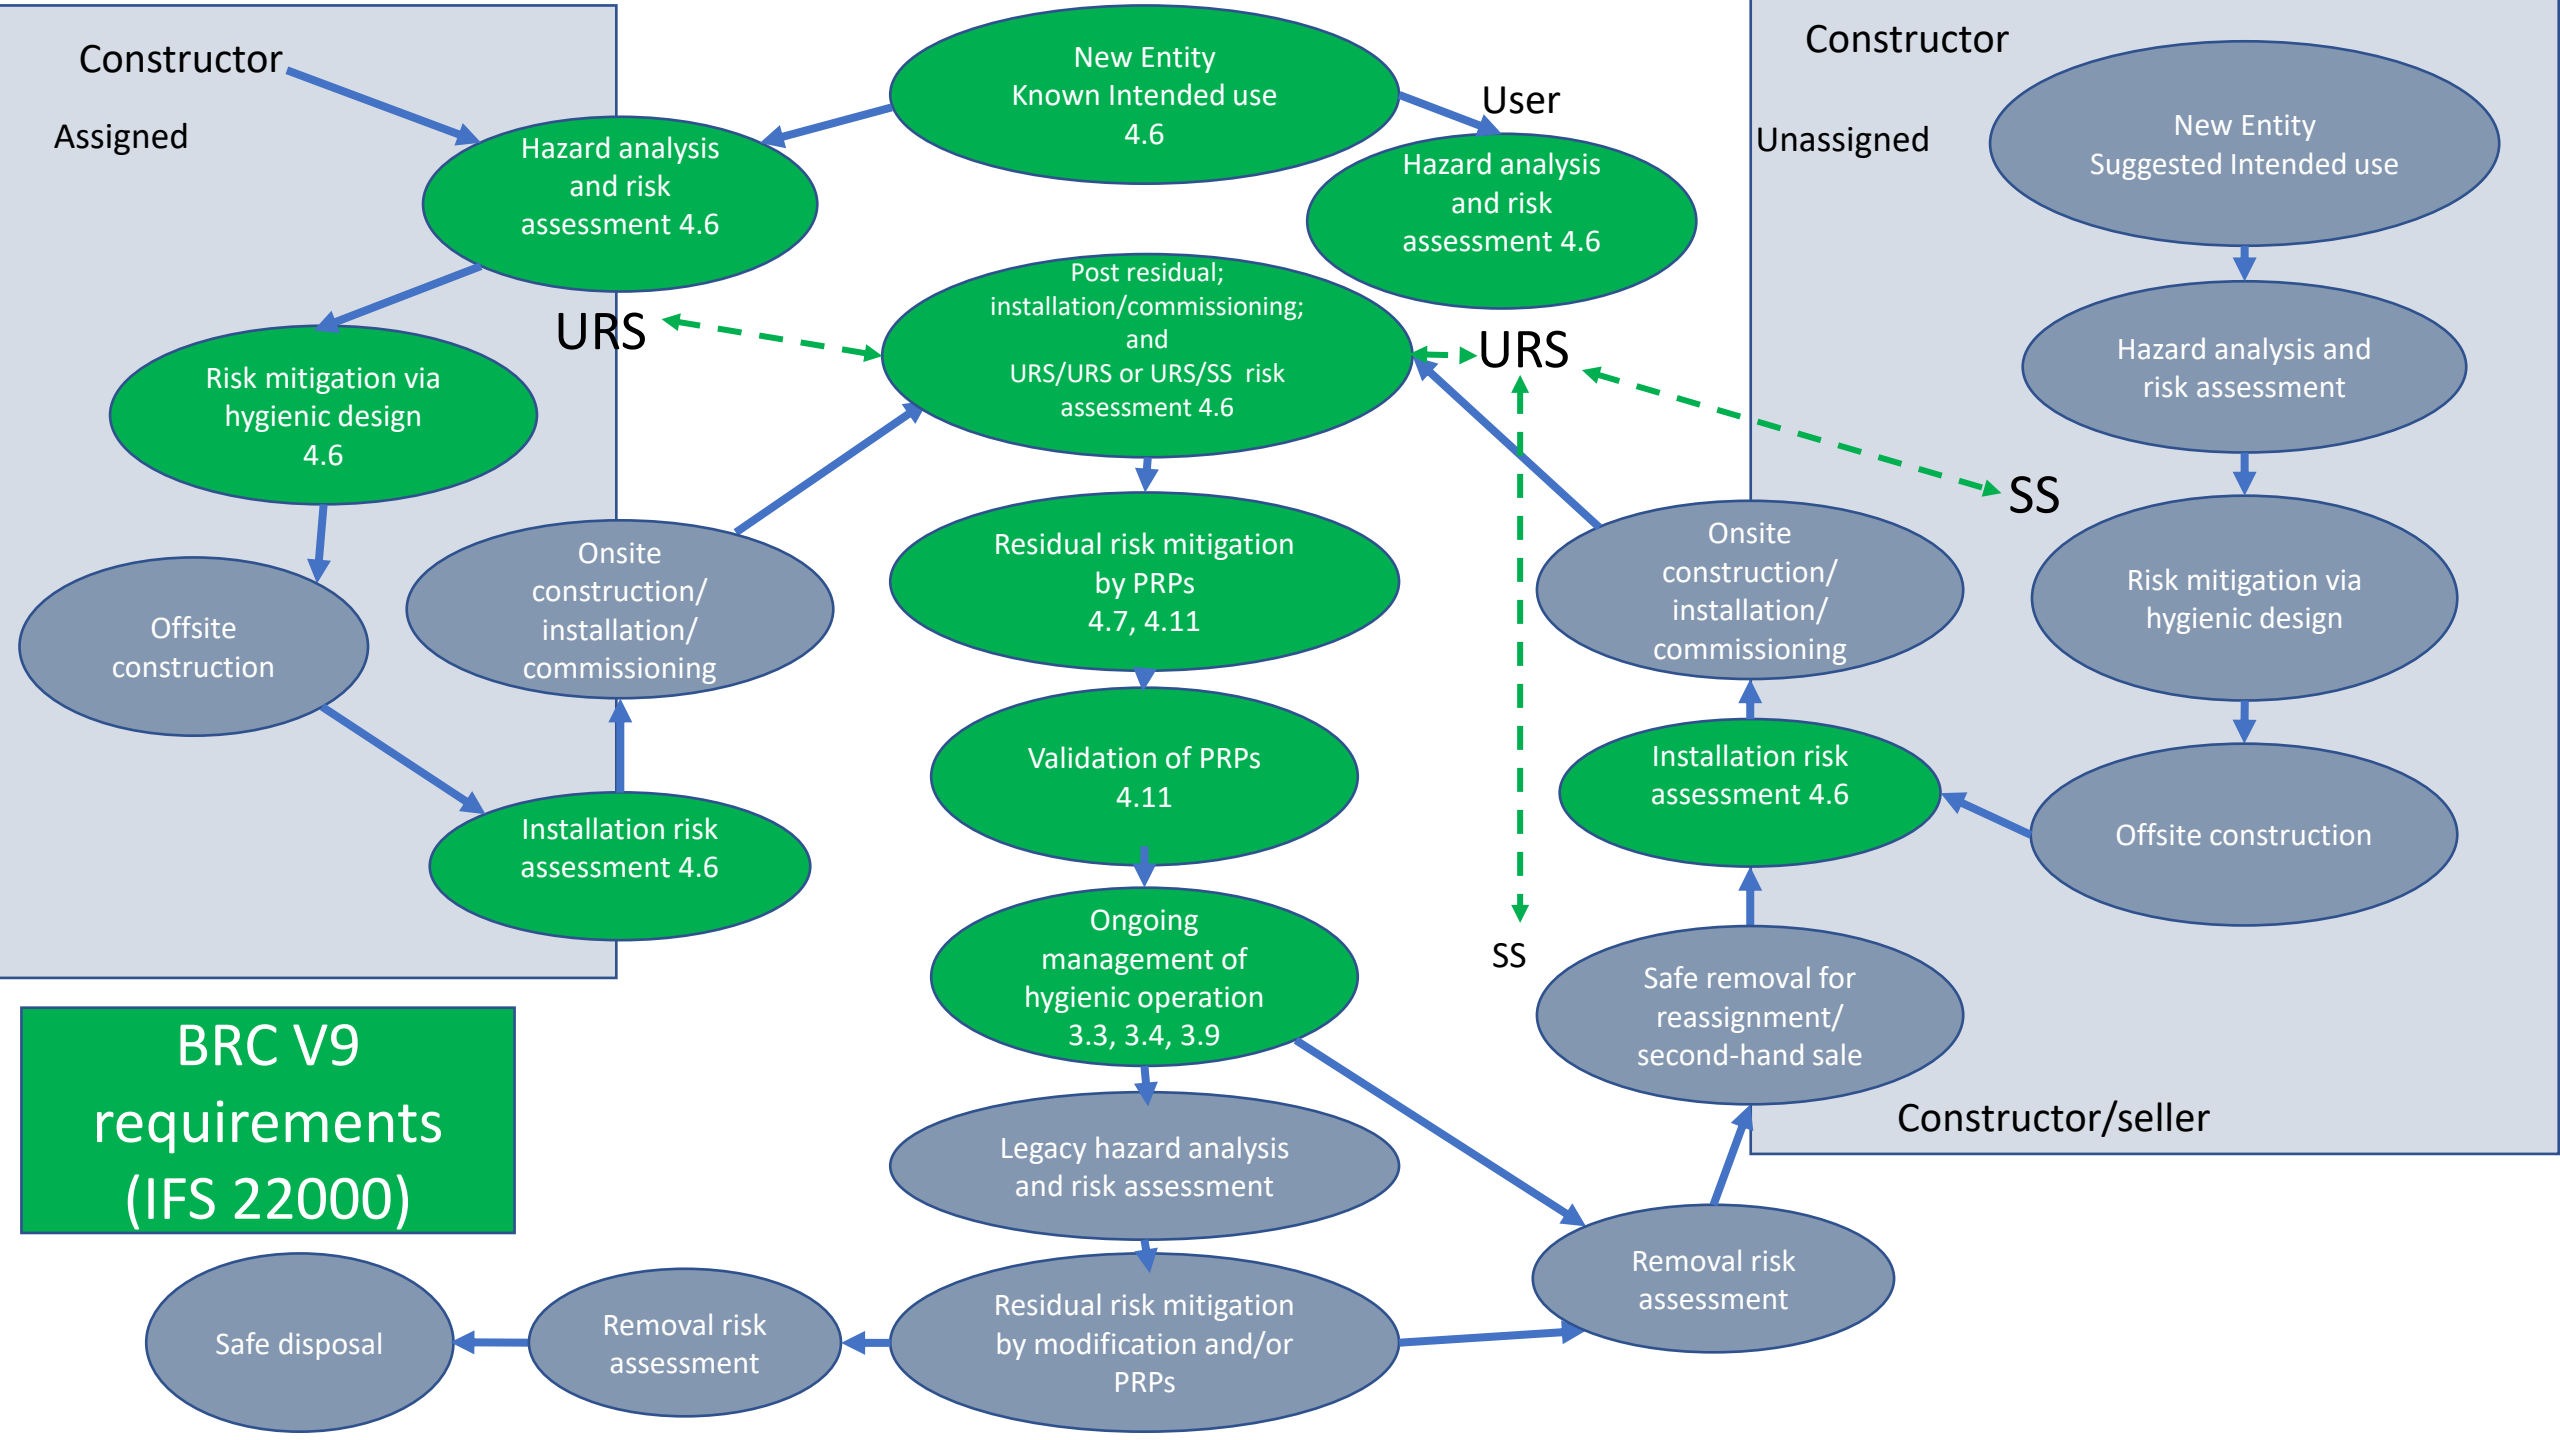 Constructor
Assigned
New Entity
Known Intended use
4.6
User
Constructor
Unassigned
New Entity
Suggested Intended use
Hazard analysis
and risk
assessment 4.6
Hazard analysis
and risk
assessment 4.6
Post residual;
installation/commissioning;
and
URS/URS or URS/SS risk
assessment 4.6
URS
URS
Hazard analysis and
risk assessment
Risk mitigation via
hygienic design
4.6
SS
Onsite
construction/
installation/
commissioning
Residual risk mitigation
by PRPs
4.7, 4.11
Onsite
construction/
installation/
commissioning
Risk mitigation via
hygienic design
Offsite
construction
Validation of PRPs
4.11
Installation risk
assessment 4.6
Offsite construction
Installation risk
assessment 4.6
Ongoing
management of
hygienic operation
3.3, 3.4, 3.9
SS
Safe removal for
reassignment/
second-hand sale
Constructor/seller
BRC V9
requirements
(IFS 22000)
Legacy hazard analysis
and risk assessment
Removal risk
assessment
Safe disposal
Removal risk
assessment
Residual risk mitigation
by modification and/or
PRPs